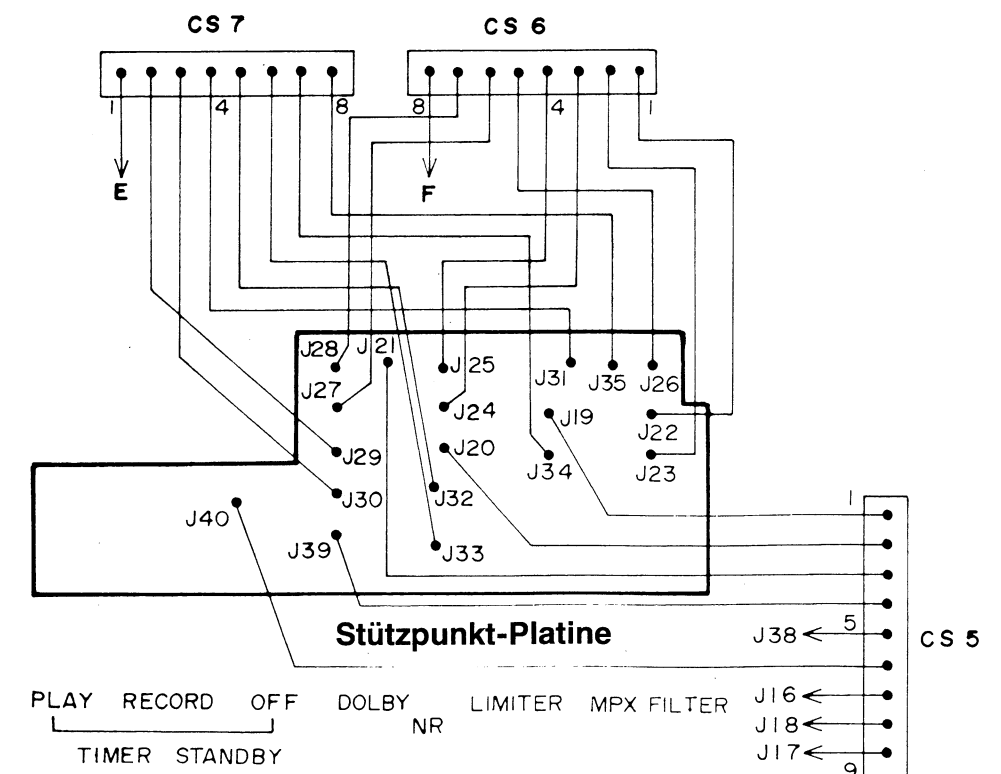 CS 7 CS 6
1 4 8 8 4 1
E F
J28 J21 J25 J31 J35 J26
J27 J24 J19 J22
J29 J20 J34 J23
J30 J32
J40 J39 J33
1
5
J38 CS 5
Stützpunkt-Platine
PLAY RECORD OFF DOLBY NR LIMITER MPX FILTER
TIMER STANDBY
J16
J18
J17
9